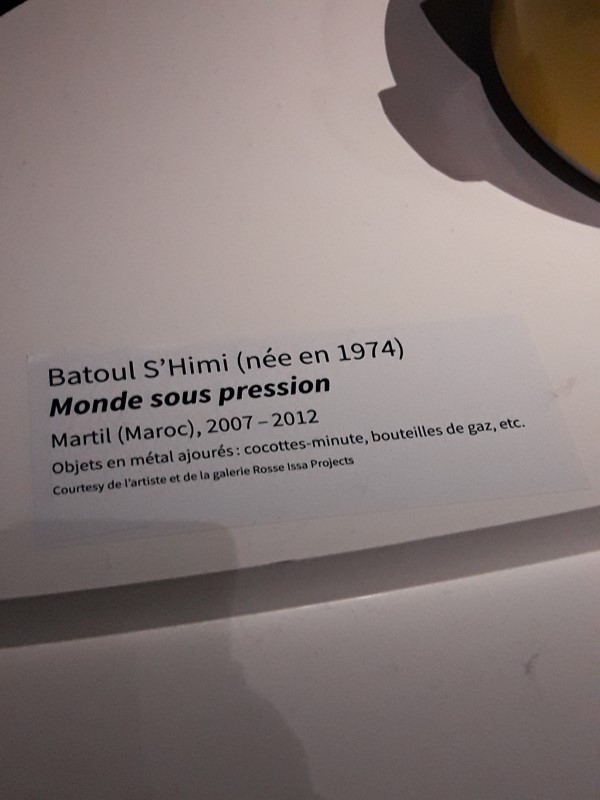 Batoul S'Himi (née en 1974)
Monde sous pression
Martil (Maroc), 2007 – 2012
Objets en métal ajourés : cocottes-minute, bouteilles de gaz, etc.
Courtesy de l'artiste et de la galerie Rosse Issa Projects